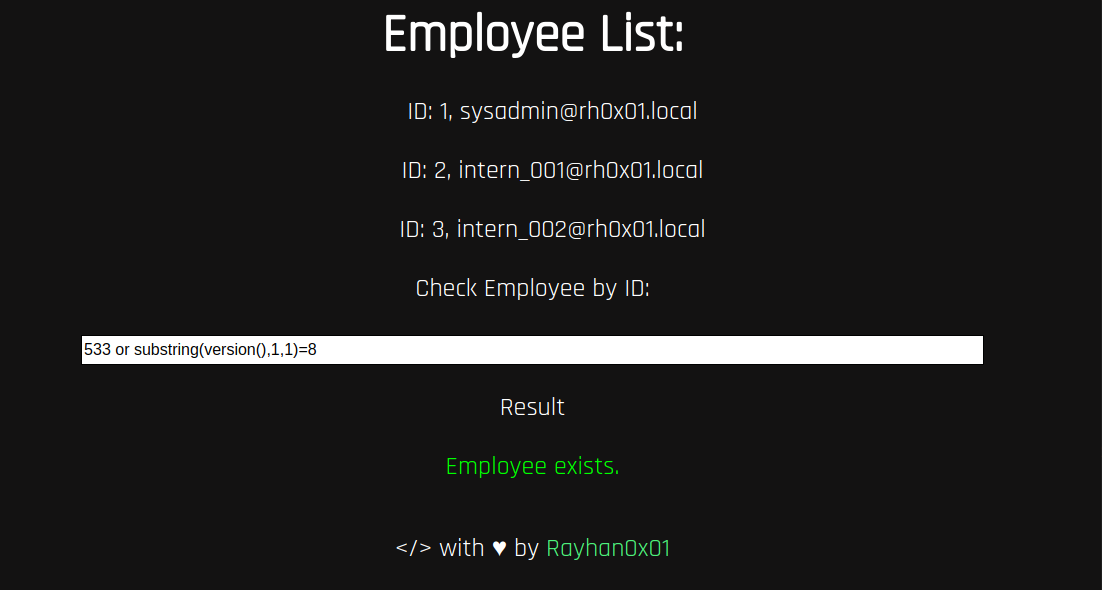 Employee List:
ID: 1, sysadmin@rh0x01.local
ID: 2, intern_001@rh0x01.local
ID: 3, intern_002@rh0x01.local
Check Employee by ID:
533 or substring(version(),1,1)=8
Result
Employee exists.
</> with ♥ by Rayhan0x01